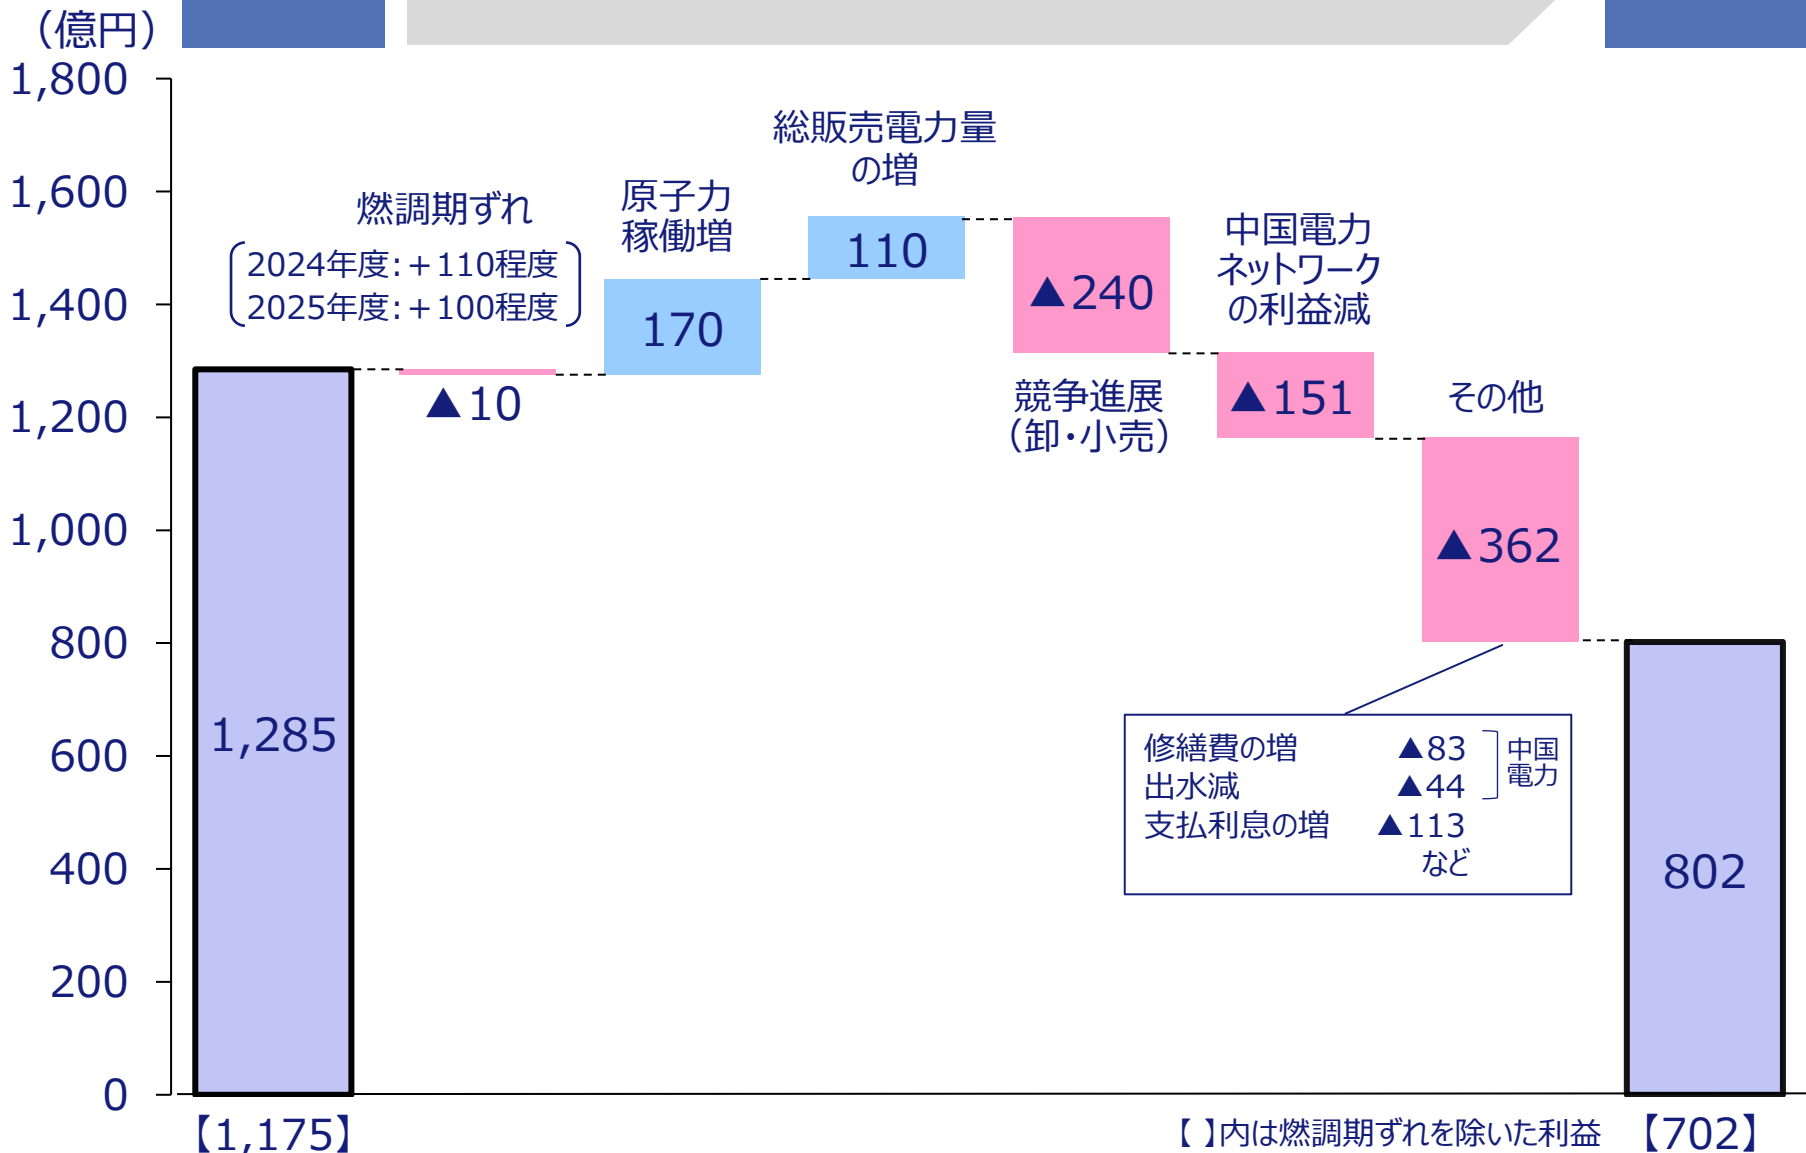 （億円）
1,800
1,600
1,400
1,200
1,000
800
600
400
200
0
1,285
【1,175】
燃調期ずれ
2024年度：＋110程度
2025年度：＋100程度
▲10
原子力
稼働増
170
総販売電力量
の増
110
▲240
競争進展
（卸・小売）
中国電力
ネットワーク
の利益減
▲151
その他
▲362
修繕費の増 ▲83
出水減 ▲44
中国
電力
支払利息の増 ▲113
など
802
【 】内は燃調期ずれを除いた利益
【702】